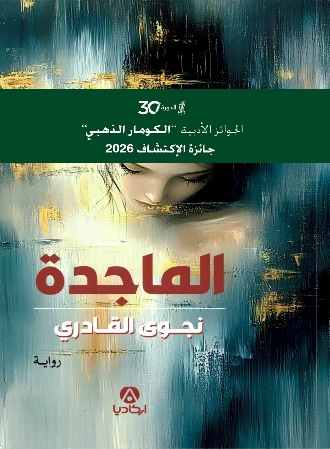 الدورة 30
الجوائز الأدبية "الكومار الذهبي"
جائزة الإكتشاف 2026
الماجدة
نجوى القادري
رواية
اركاديا